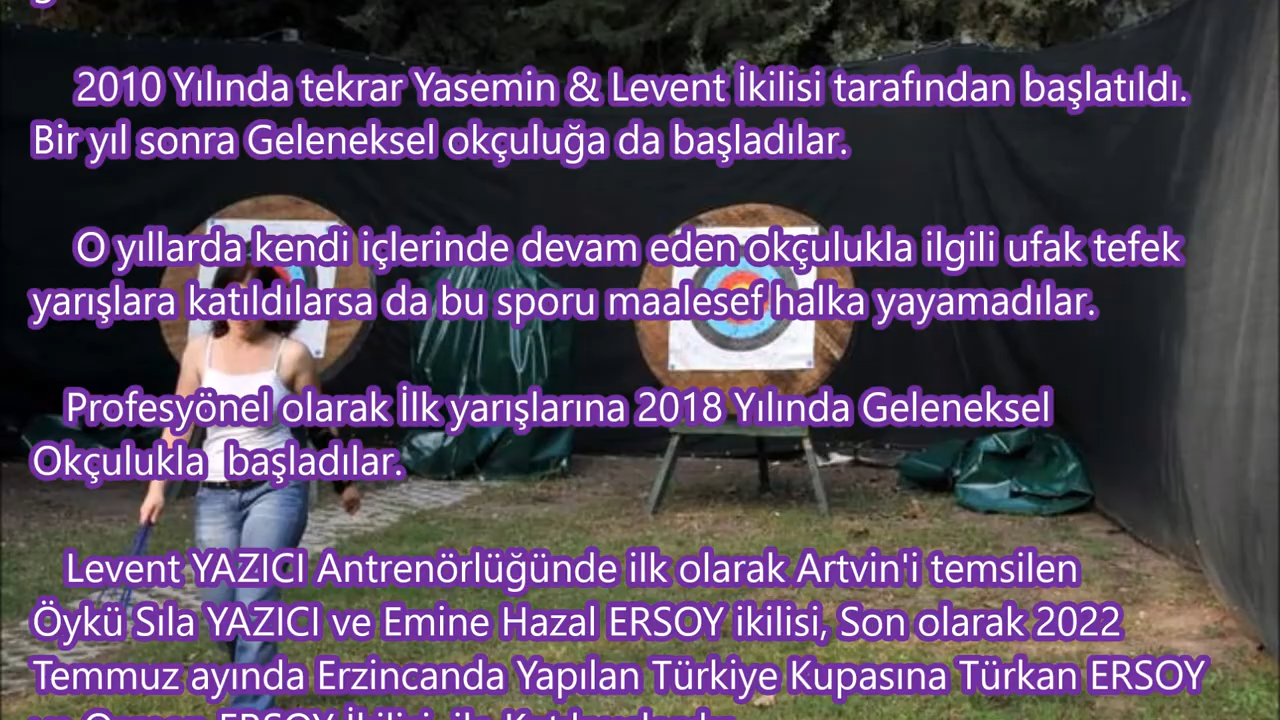 2010 Yılında tekrar Yasemin & Levent İkilisi tarafından başlatıldı.
Bir yıl sonra Geleneksel okçuluğa da başladılar.
O yıllarda kendi içlerinde devam eden okçulukla ilgili ufak tefek
yarışlara katıldılarsa da bu sporu maalesef halka yayamadılar.
Profesyönel olarak İlk yarışlarına 2018 Yılında Geleneksel
Okçulukla başladılar.
Levent YAZICI Antrenörlüğünde ilk olarak Artvin'i temsilen
Öykü Sıla YAZICI ve Emine Hazal ERSOY ikilisi, Son olarak 2022
Temmuz ayında Erzincanda Yapılan Türkiye Kupasına Türkan ERSOY
ERSOY İkilisi